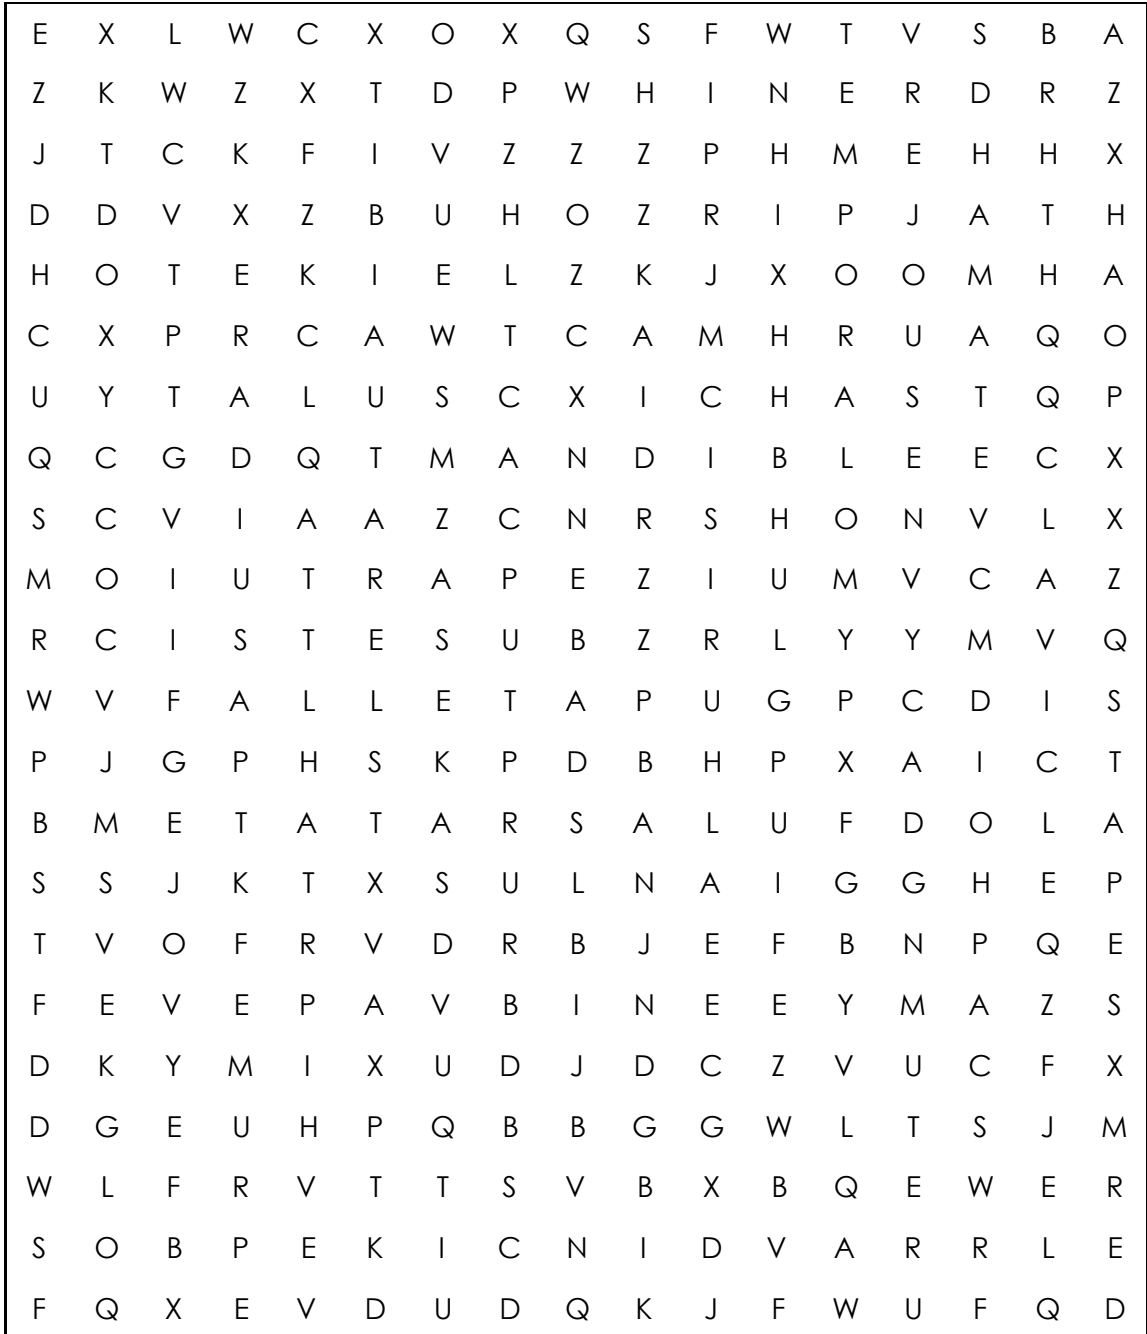 E X L W C X O X Q S F W T V S B A
Z K W Z X T D P W H I N E R D R Z
J T C K F I V Z Z Z P H M E H H X
D D V X Z B U H O Z R I P J A T H
H O T E K I E L Z K J X O O M H A
C X P R C A W T C A M H R U A Q O
U Y T A L U S C X I C H A S T Q P
Q C G D Q T M A N D I B L E E C X
S C V I A A Z C N R S H O N V L X
M O I U T R A P E Z I U M V C A Z
R C I S T E S U B Z R L Y Y M V Q
W V F A L L E T A P U G P C D I S
P J G P H S K P D B H P X A I C T
B M E T A T A R S A L U F D O L A
S S J K T X S U L N A I G G H E P
T V O F R V D R B J E F B N P Q E
F E V E P A V B I N E E Y M A Z S
D K Y M I X U D J D C Z V U C F X
D G E U H P Q B B G G W L T S J M
W L F R V T T S V B X B Q E W E R
S O B P E K I C N I D V A R R L E
F Q X E V D U D Q K J F W U F Q D